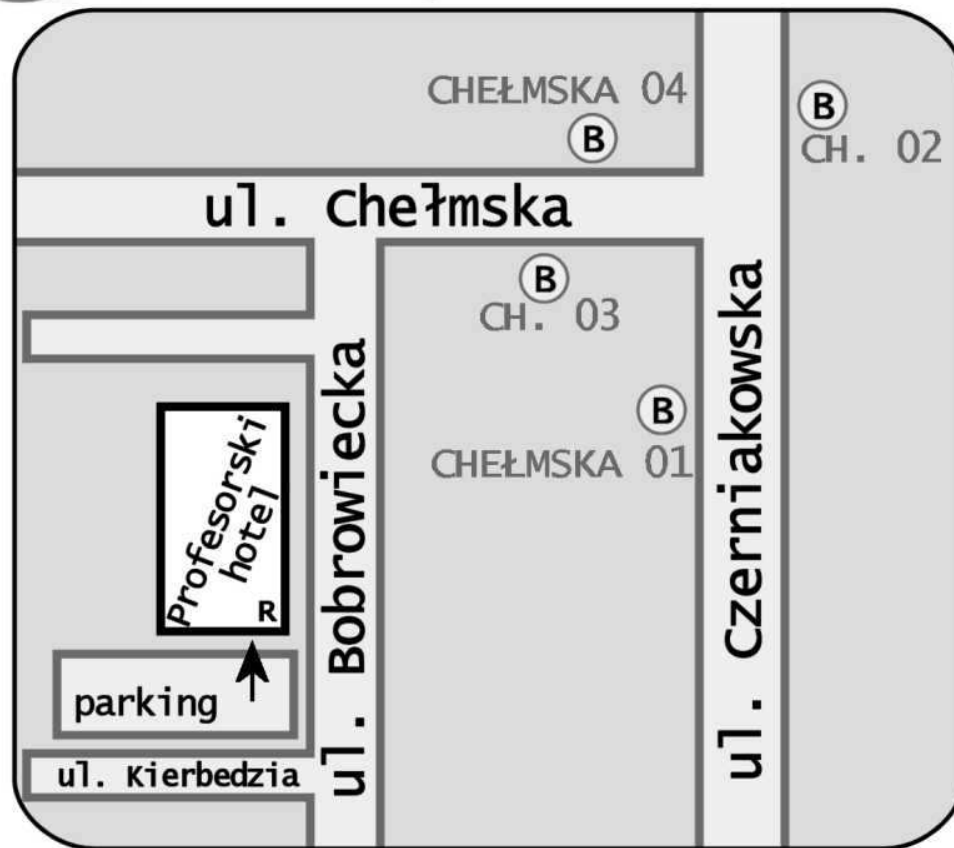 CHEŁMSKA 04
B
B
CH. 02
ul. Chełmska
B
CH. 03
B
CHEŁMSKA 01
ul. Bobrowiecka
ul. Czerniakowska
Profesorski
hotel
R
parking
ul. Kierbedzia